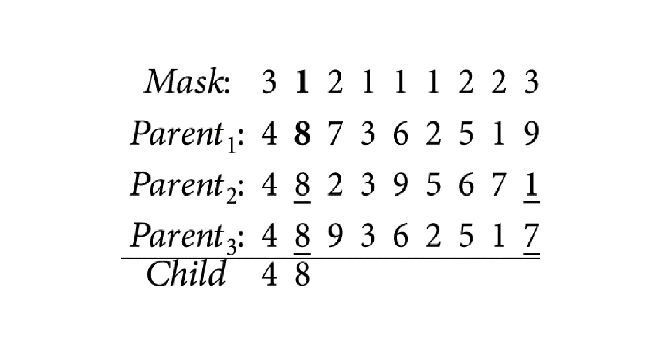 Mask: 3 1 2 1 1 1 2 2 3
Parent1: 4 8 7 3 6 2 5 1 9
Parent2: 4 8 2 3 9 5 6 7 1
Parent3: 4 8 9 3 6 2 5 1 7
Child 4 8